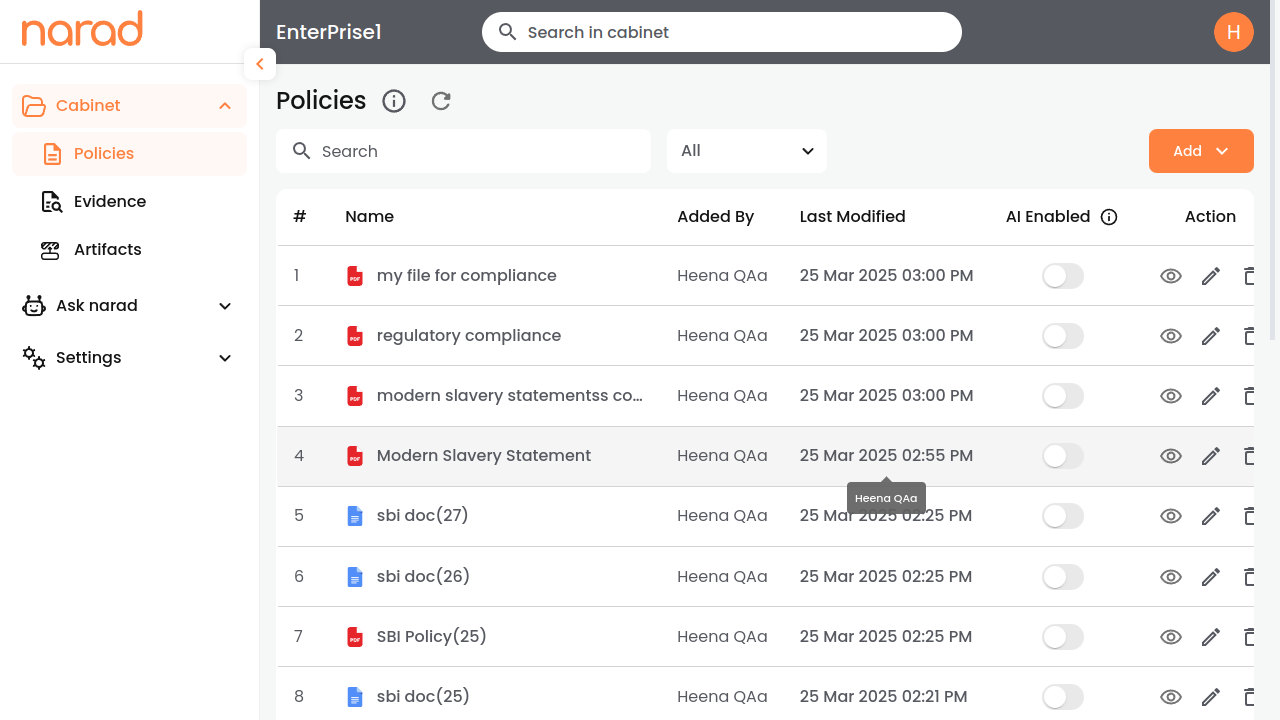 narad
EnterPrise1
Search in cabinet
H
Cabinet
Policies
Evidence
Artifacts
Ask narad
Settings
Policies
Search
All
Add
# Name Added By Last Modified AI Enabled Action
1 PDF my file for compliance Heena QAa 25 Mar 2025 03:00 PM
2 PDF regulatory compliance Heena QAa 25 Mar 2025 03:00 PM
3 PDF modern slavery statementss co... Heena QAa 25 Mar 2025 03:00 PM
4 PDF Modern Slavery Statement Heena QAa 25 Mar 2025 02:55 PM
Heena QAa
5 sbi doc(27) Heena QAa 25 Mar 2025 02:25 PM
6 sbi doc(26) Heena QAa 25 Mar 2025 02:25 PM
7 PDF SBI Policy(25) Heena QAa 25 Mar 2025 02:25 PM
8 sbi doc(25) Heena QAa 25 Mar 2025 02:21 PM